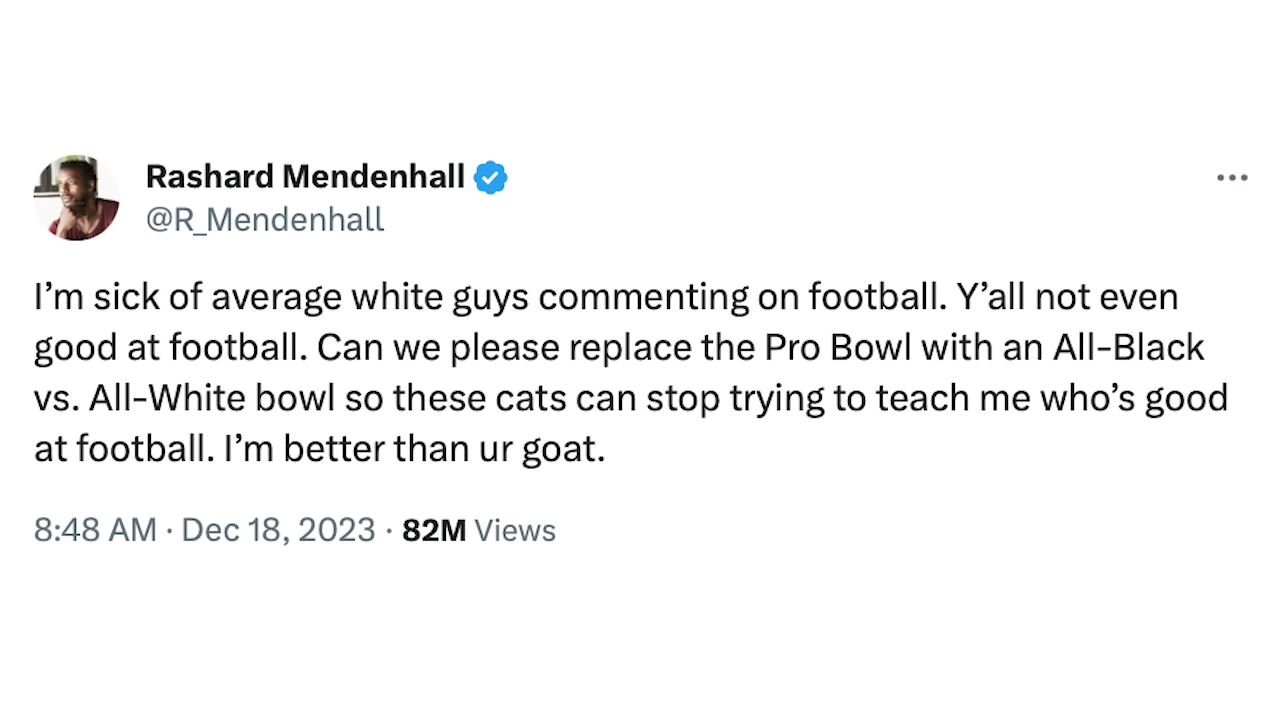 Rashard Mendenhall
@R_Mendenhall
I’m sick of average white guys commenting on football. Y’all not even
good at football. Can we please replace the Pro Bowl with an All-Black
vs. All-White bowl so these cats can stop trying to teach me who’s good
at football. I’m better than ur goat.
8:48 AM · Dec 18, 2023 · 82M Views